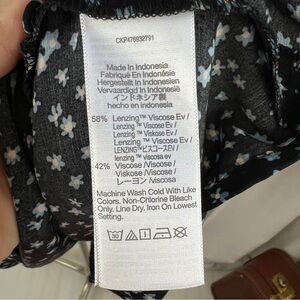 CKP476932791
Made In Indonesia
Fabriqué En Indonésie
Hergestellt In Indonesien
Vervaardigd In Indonesië
インドネシア製
hecho en indonesia
58% Lenzing™ Viscose Ev /
Lenzing™ Viscose Ev /
Lenzing™ Viskose Ev /
Lenzing™ Viscose Ev /
LENZING™ビスコースEV /
lenzing™ viscosa ev
42% Viscose /Viscose
Viskose /Viscose /
レーヨン /viscosa
Machine Wash Cold With Like
Colors. Non-Chlorine Bleach
Only. Line Dry. Iron On Lowest
Setting.
30